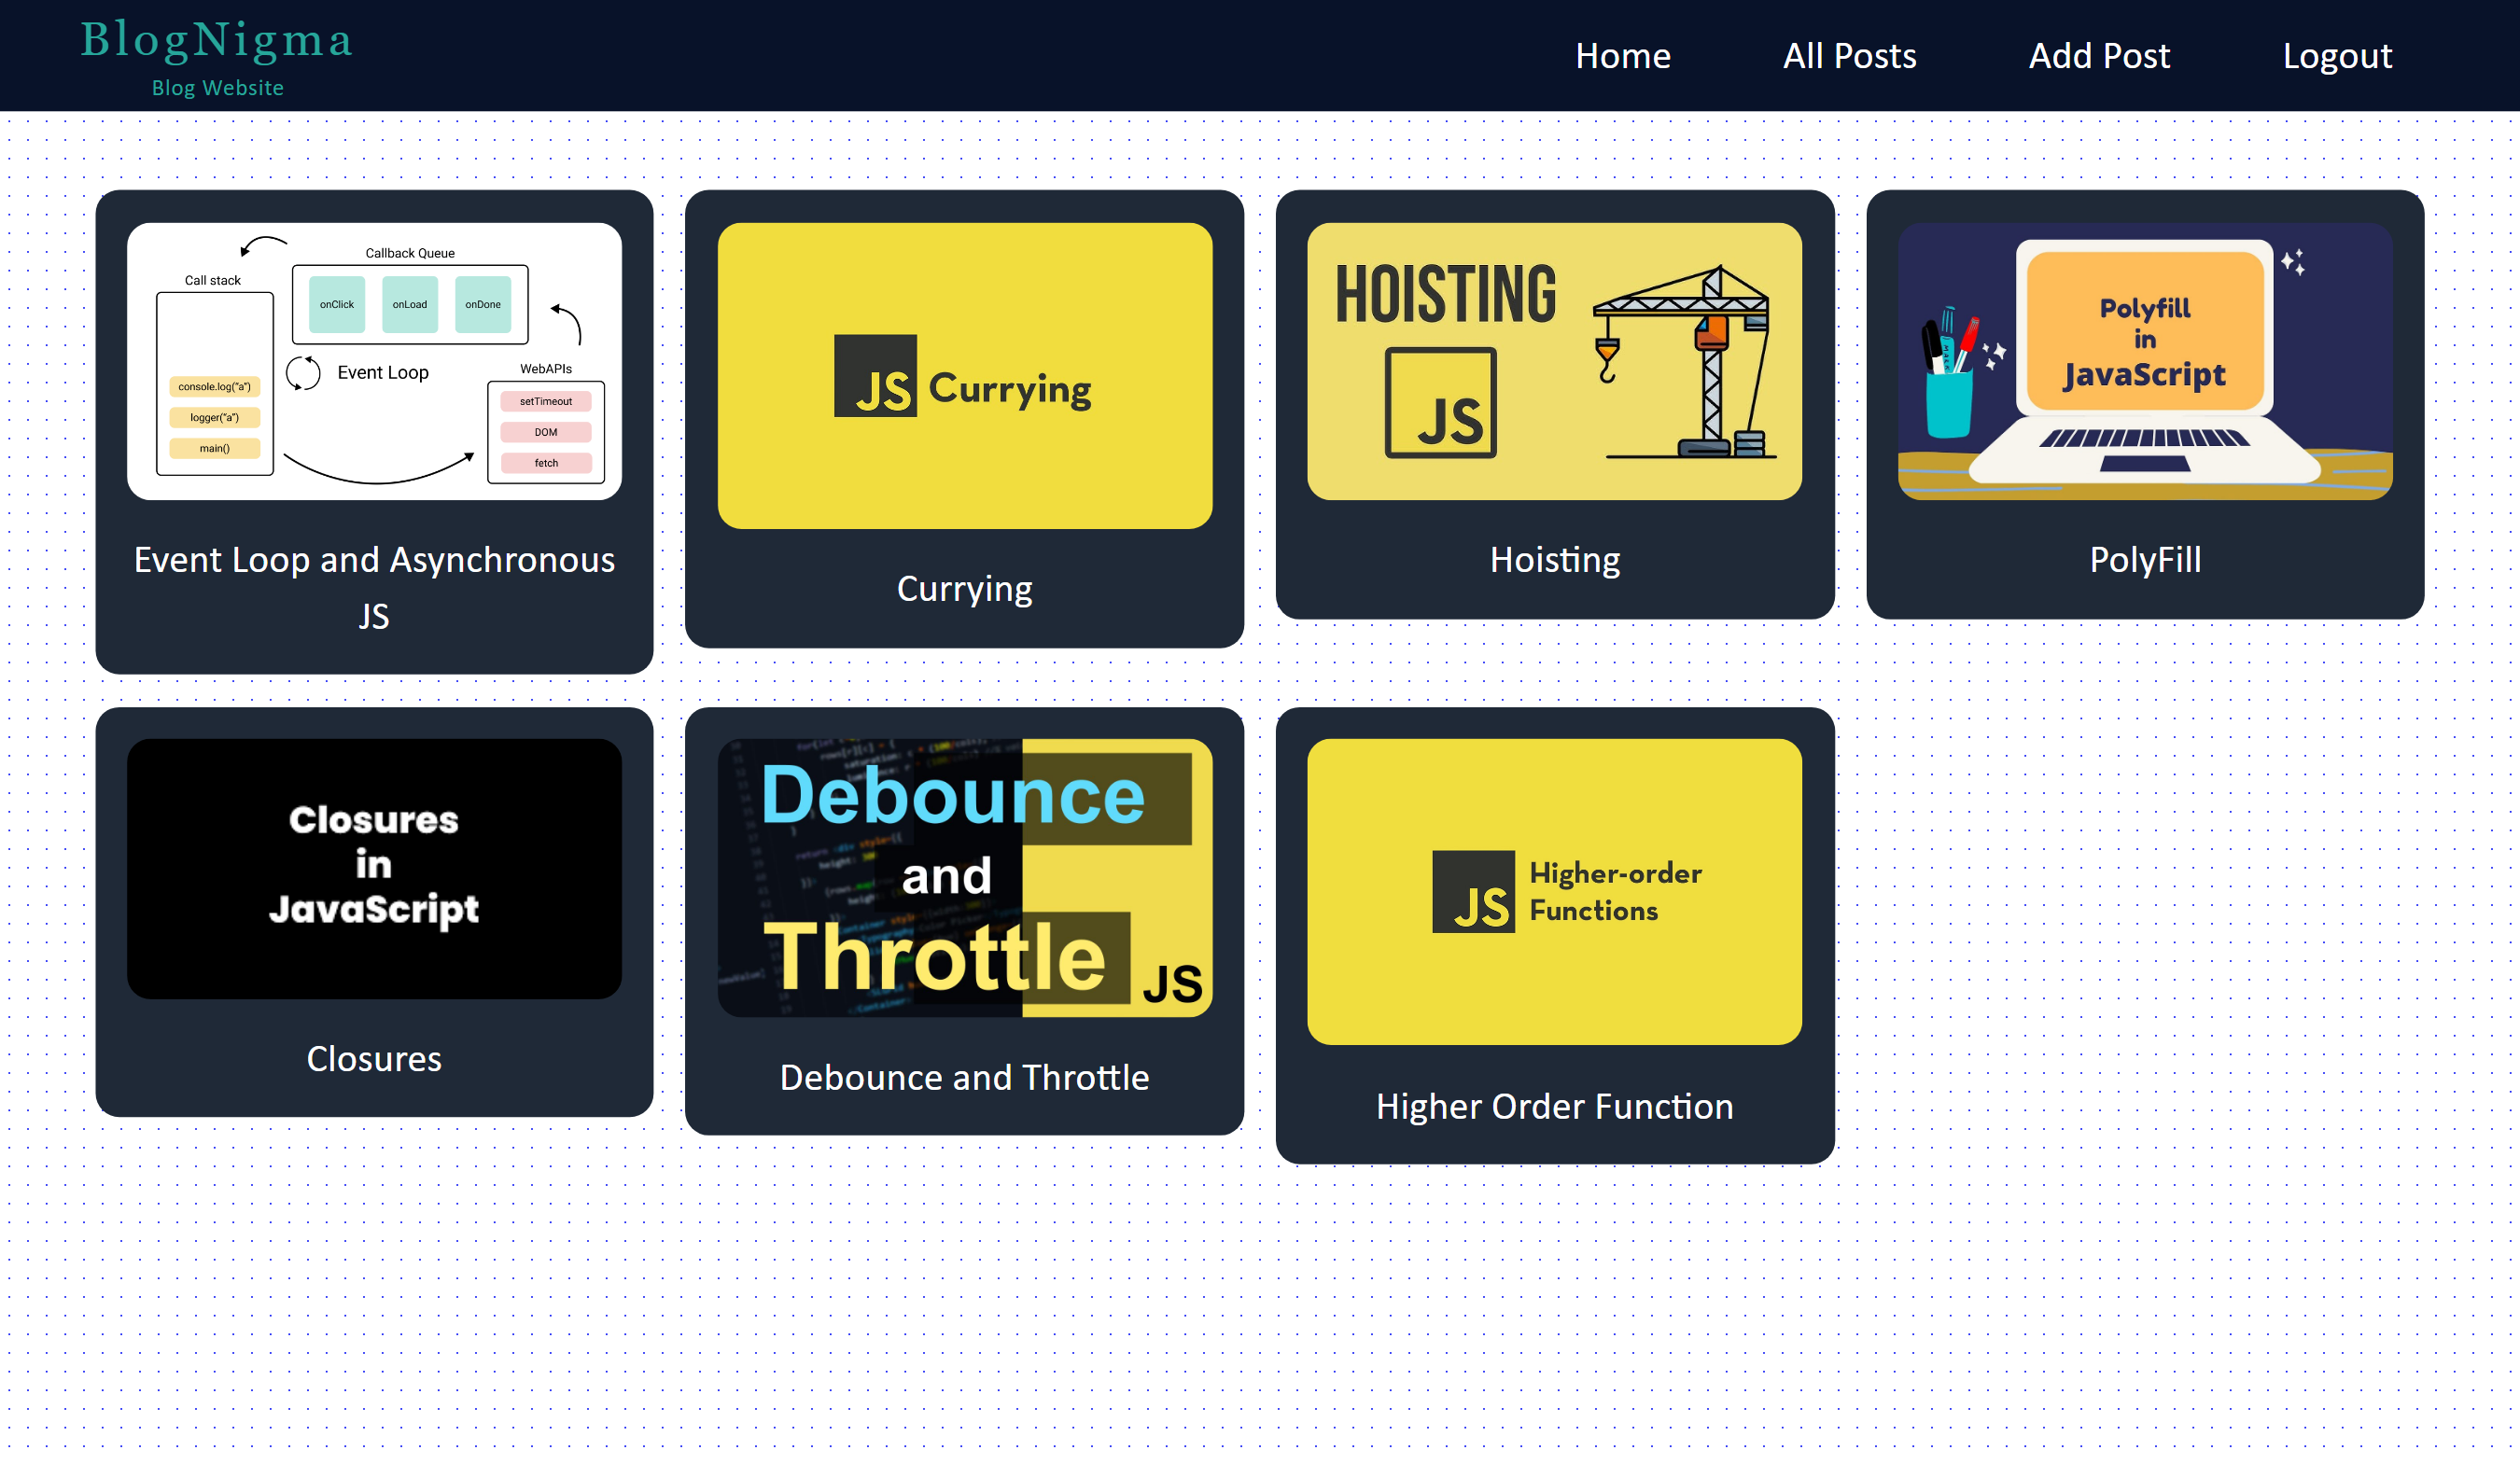 BlogNigma
Blog Website
Home
All Posts
Add Post
Logout
Callback Queue
Call stack
onClick
onLoad
onDone
Event Loop
WebAPIs
console.log("a")
logger("a")
main()
setTimeout
DOM
fetch
Event Loop and Asynchronous
JS
JS Currying
Currying
HOISTING
JS
Hoisting
Polyfill
in
JavaScript
PolyFill
Closures
in
JavaScript
Closures
Debounce
and
Throttle
JS
Debounce and Throttle
JS
Higher-order
Functions
Higher Order Function